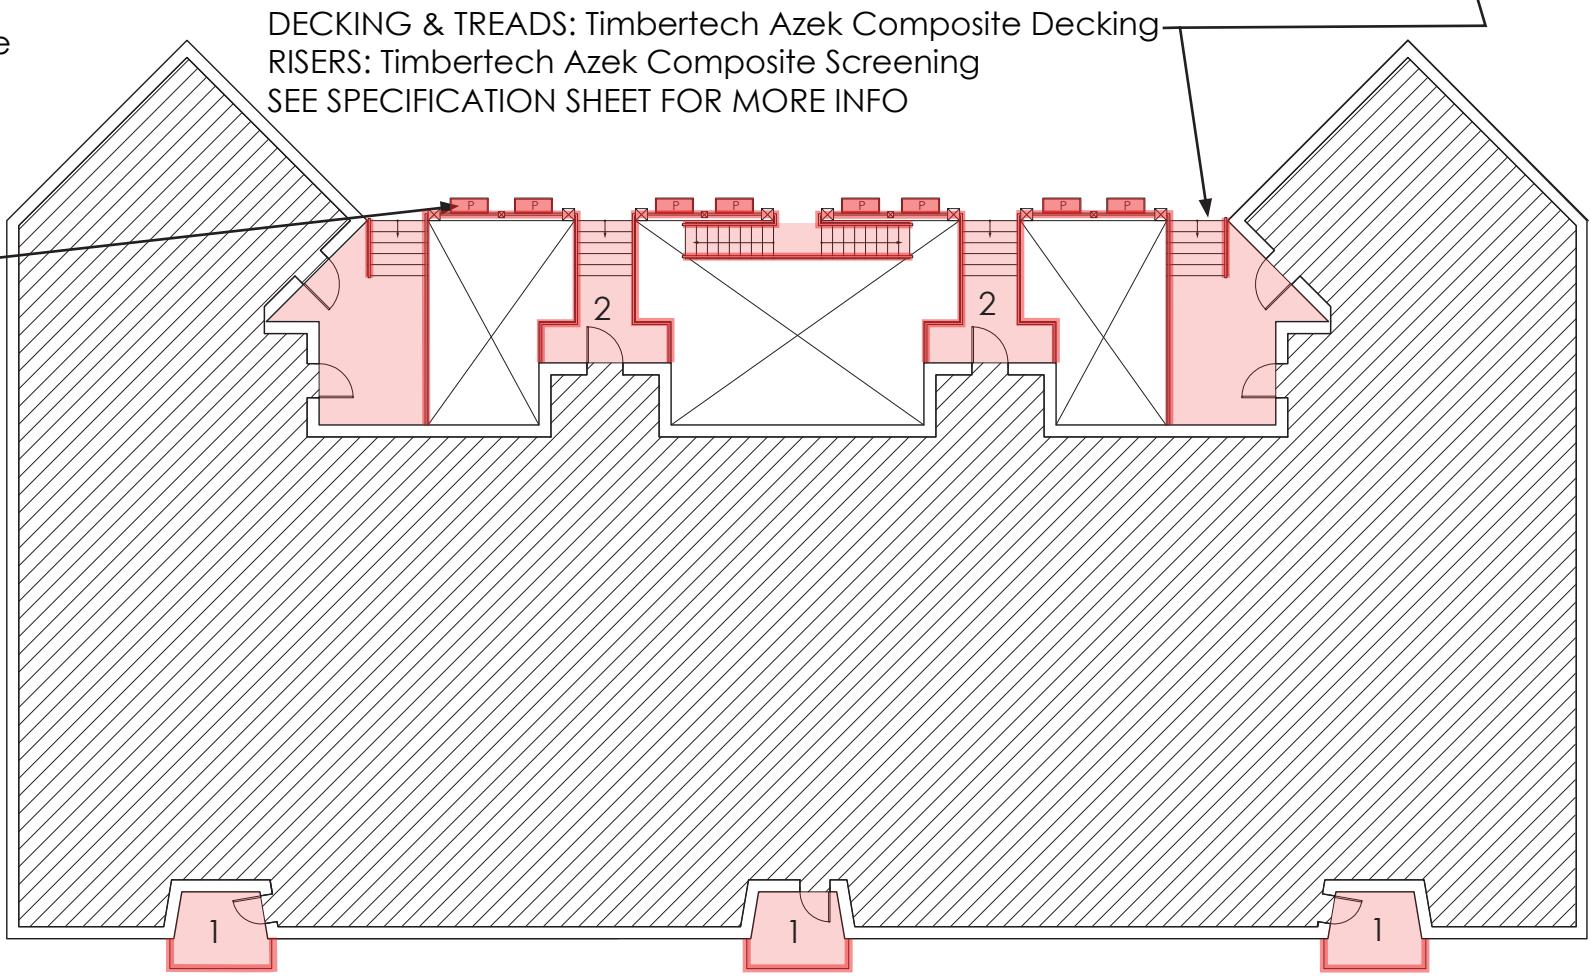 DECKING & TREADS: Timbertech Azek Composite Decking
e
RISERS: Timbertech Azek Composite Screening
SEE SPECIFICATION SHEET FOR MORE INFO
P P P P P P P P
2 2
1 1 1